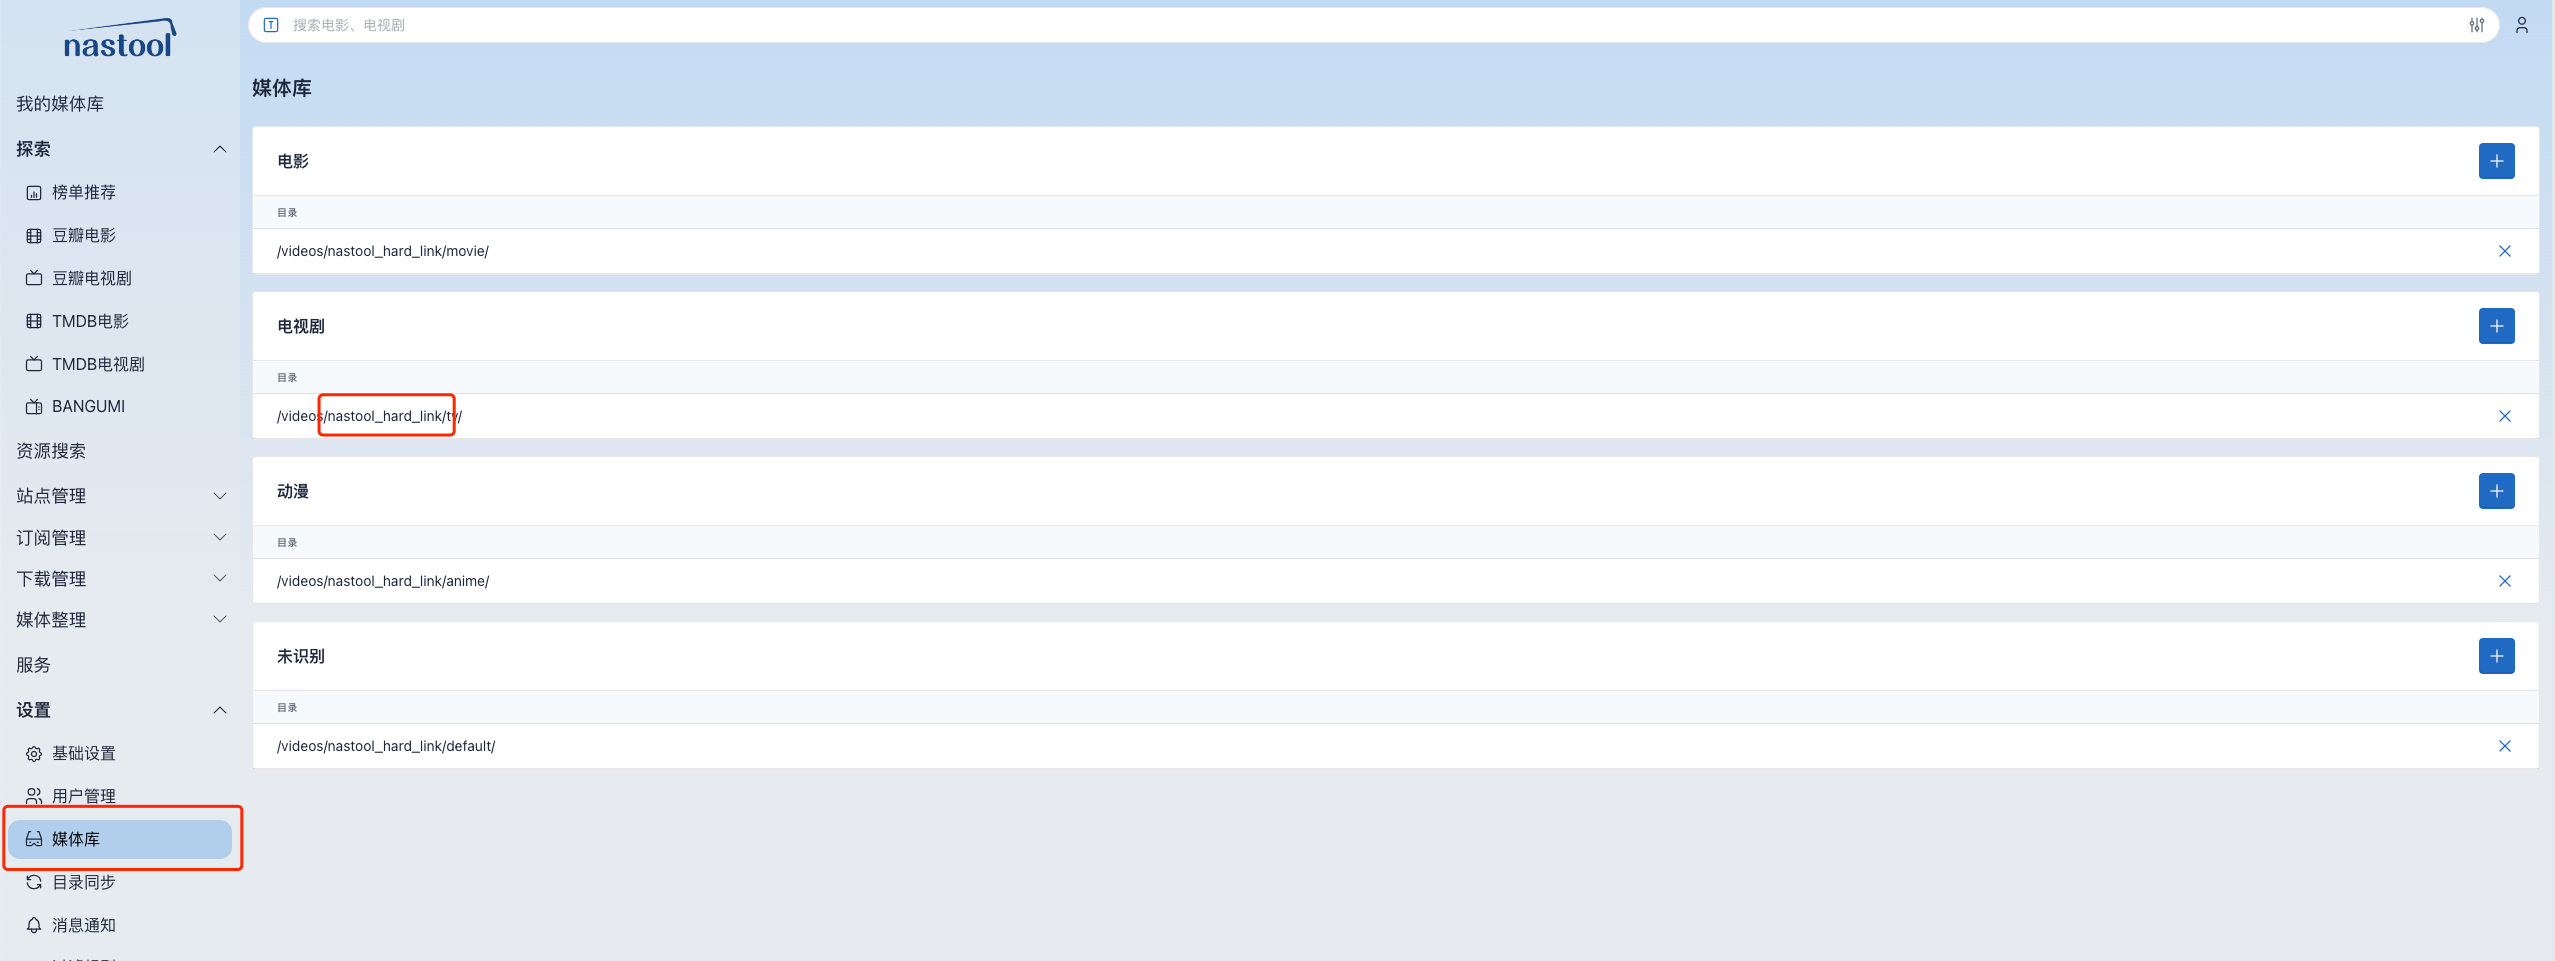 nastool
我的媒体库
探索
榜单推荐
豆瓣电影
豆瓣电视剧
TMDB电影
TMDB电视剧
BANGUMI
资源搜索
站点管理
订阅管理
下载管理
媒体整理
服务
设置
基础设置
用户管理
媒体库
目录同步
消息通知
T 搜索电影、电视剧
媒体库
电影
目录
/videos/nastool_hard_link/movie/
电视剧
目录
/videos/nastool_hard_link/tv/
动漫
目录
/videos/nastool_hard_link/anime/
未识别
目录
/videos/nastool_hard_link/default/